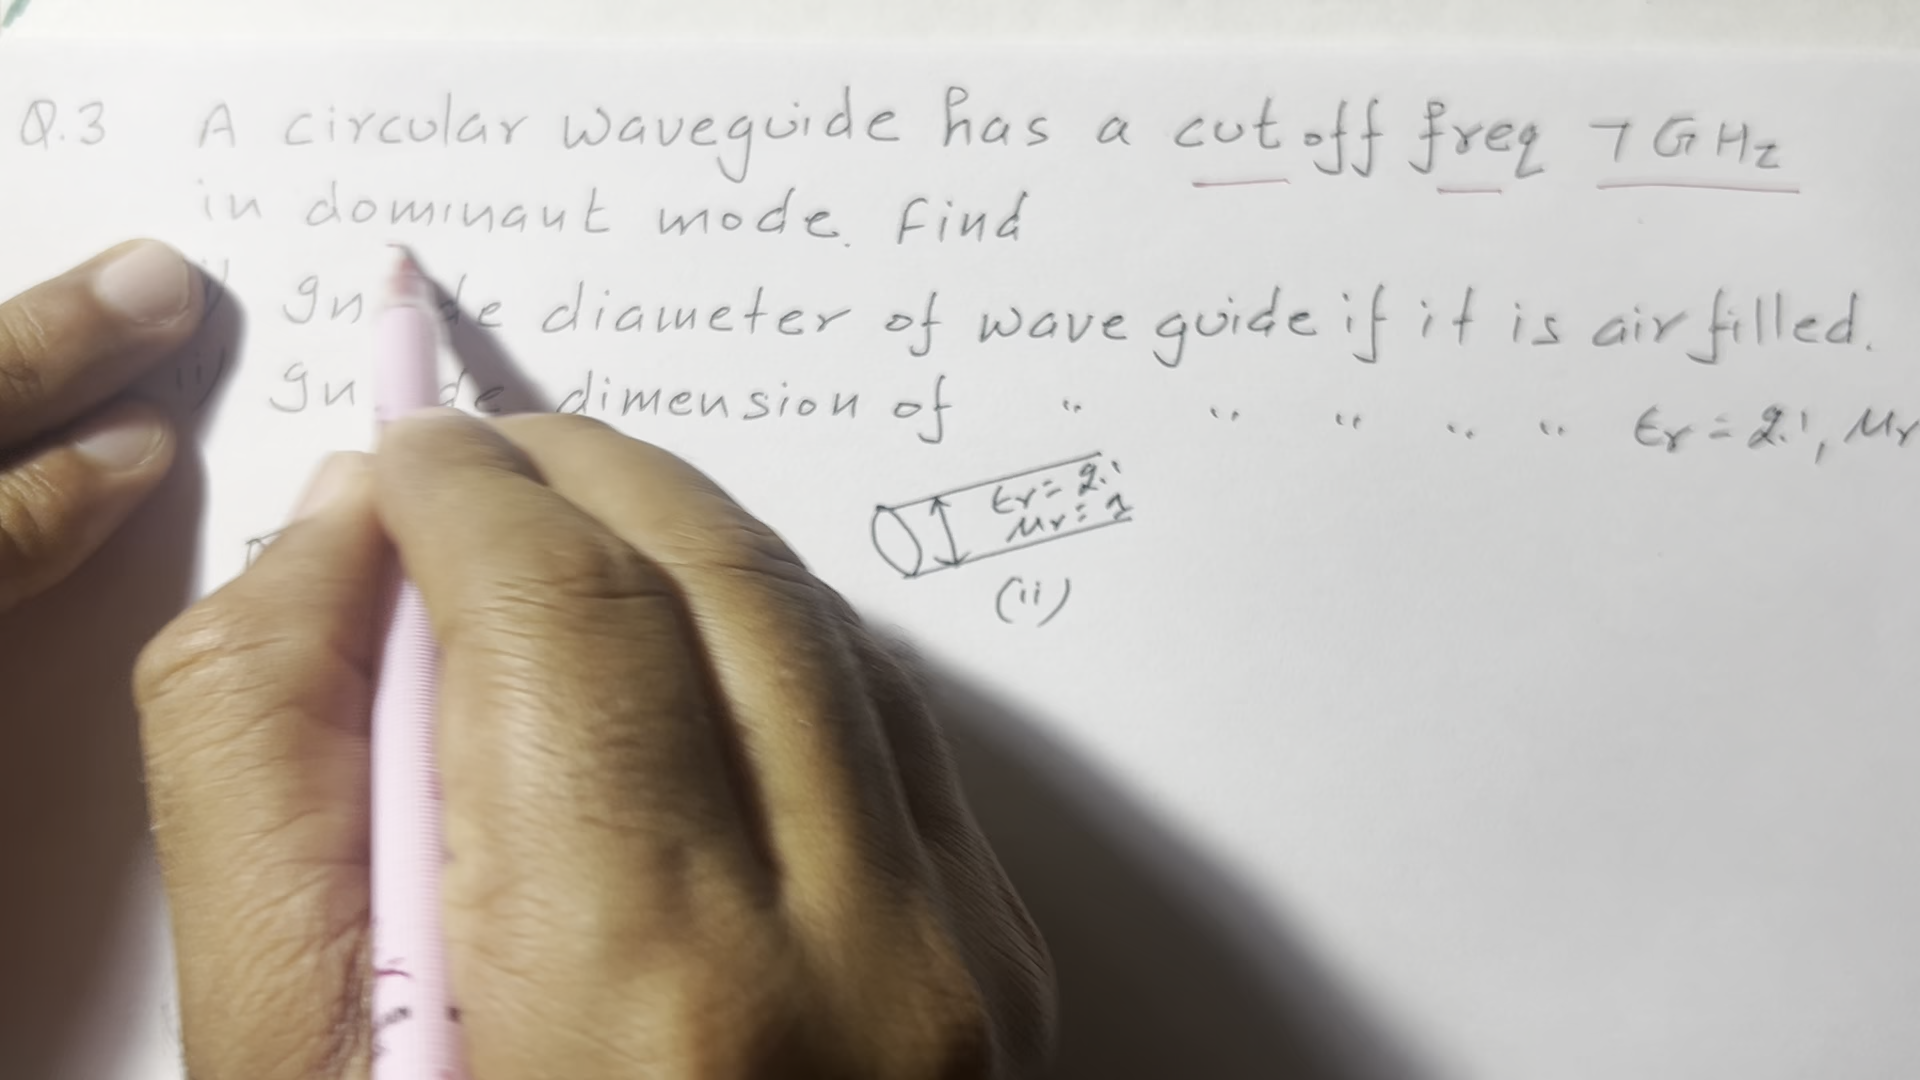 Q.3 A circular waveguide has a cut off freq 7 GHz
in dominant mode. Find
i) diameter of wave guide if it is air filled.
ii) dimension of " " " " " εr = 2.1, μr
εr = 2.1
μr = 1
(ii)